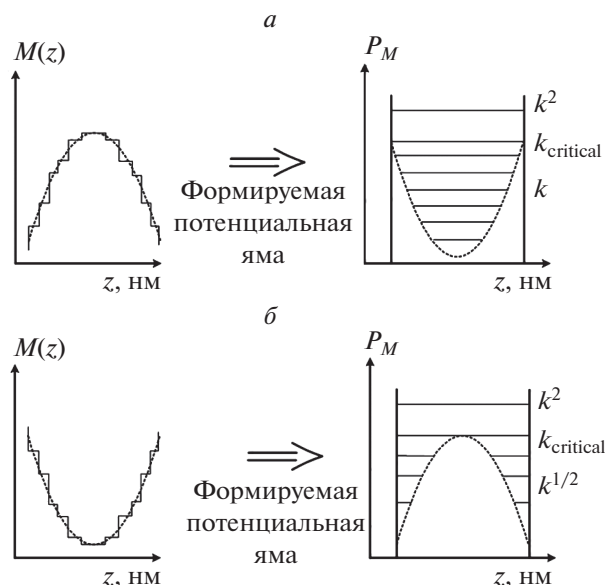 а
M(z)
P_M
k^2
k_critical
k
Формируемая
потенциальная
яма
z, нм
z, нм
б
M(z)
P_M
k^2
k_critical
k^{1/2}
Формируемая
потенциальная
яма
z, нм
z, нм